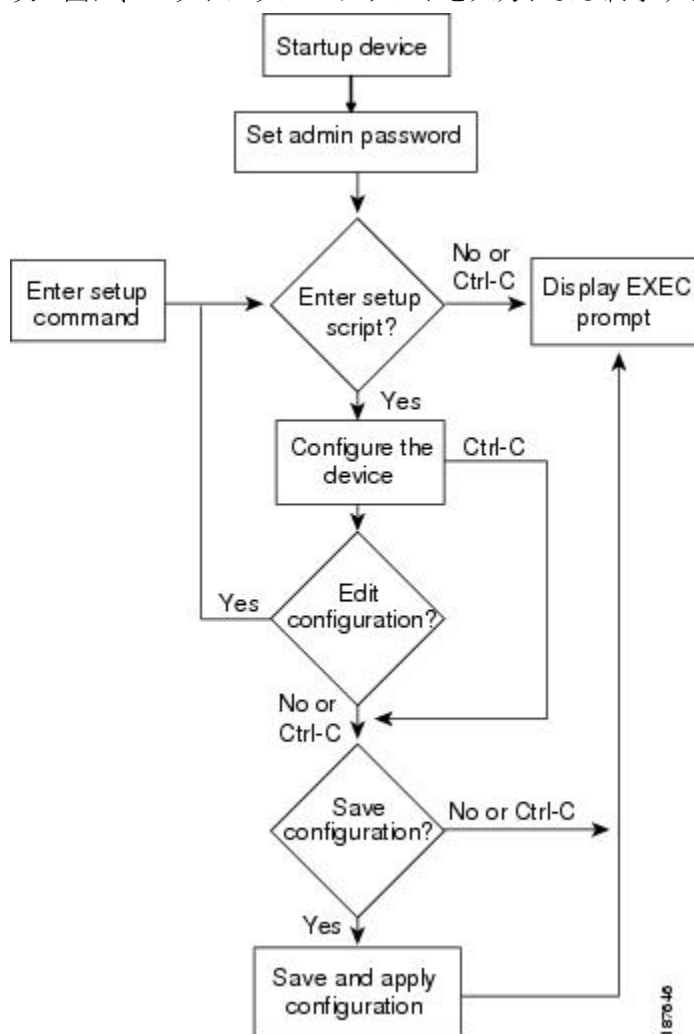 Startup device
Set admin password
No or
Ctrl-C
Enter setup
command
Enter setup
script?
Display EXEC
prompt
Yes
Configure the
device
Ctrl-C
Edit
configuration?
Yes
No or
Ctrl-C
Save
configuration?
No or Ctrl-C
Yes
Save and apply
configuration
187646